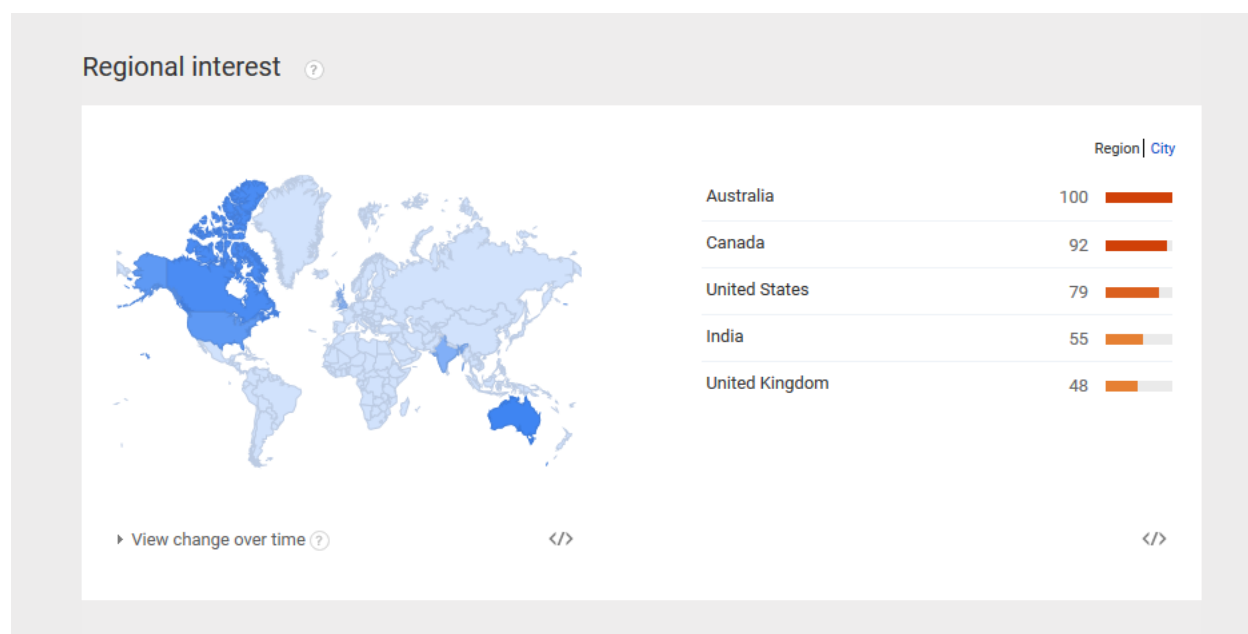 Regional interest ?
Region | City
Australia 100
Canada 92
United States 79
India 55
United Kingdom 48
View change over time ? </> </>